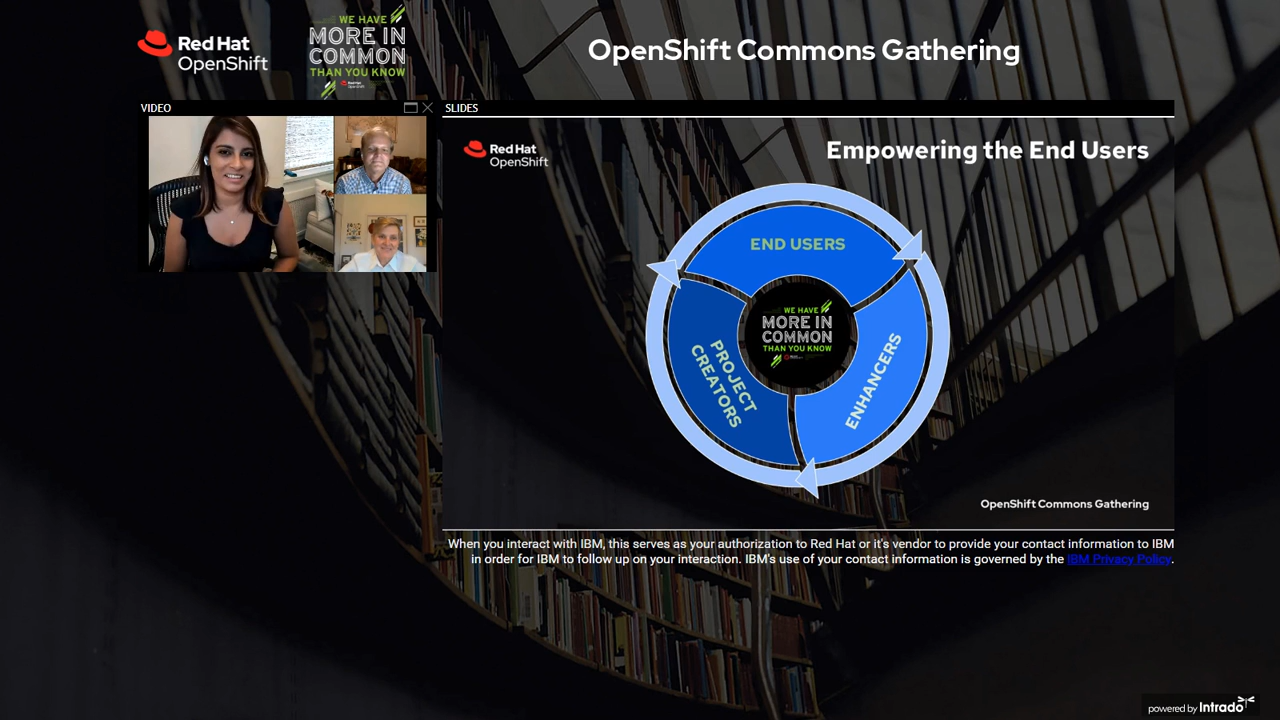 Red Hat
OpenShift
WE HAVE
MORE IN
COMMON
THAN YOU KNOW
Red Hat
OpenShift
OpenShift Commons Gathering
VIDEO
SLIDES
Red Hat
OpenShift
Empowering the End Users
END USERS
WE HAVE
MORE IN
COMMON
THAN YOU KNOW
PROJECT
CREATORS
ENHANCERS
OpenShift Commons Gathering
When you interact with IBM, this serves as your authorization to Red Hat or it's vendor to provide your contact information to IBM
in order for IBM to follow up on your interaction. IBM's use of your contact information is governed by the IBM Privacy Policy.
powered by Intrado